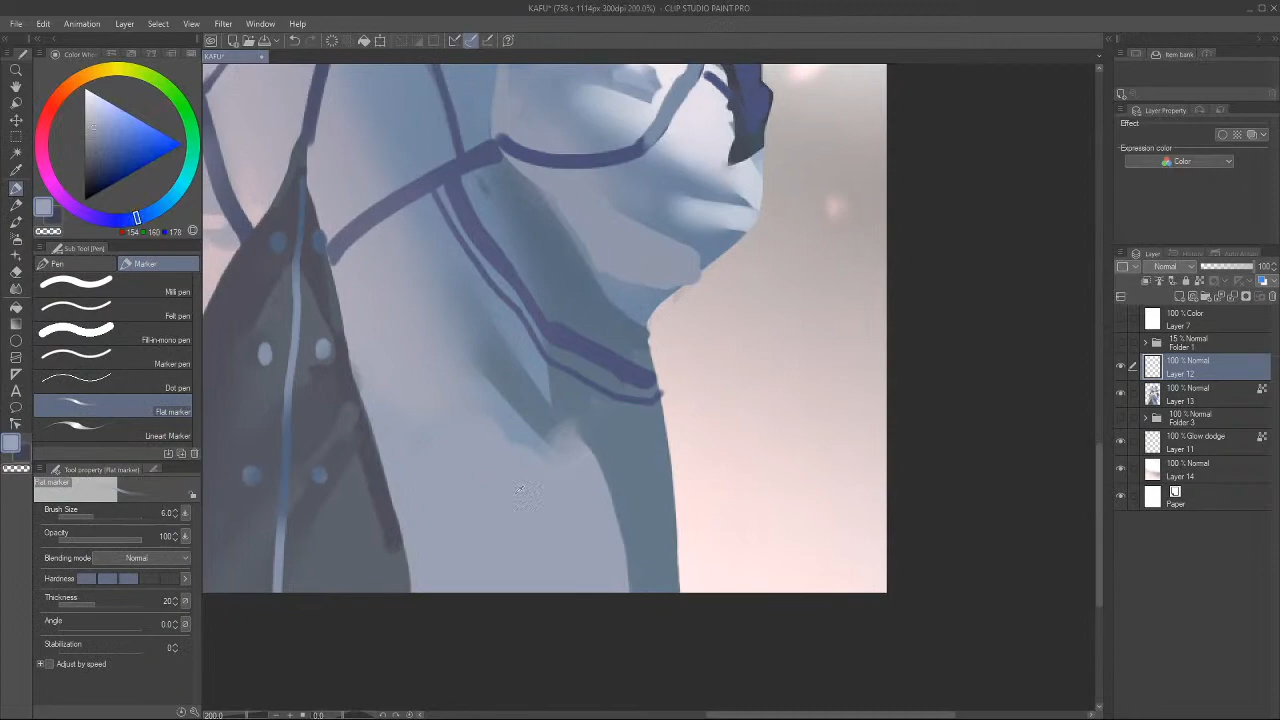 KAFU* (758 x 1114px 300dpi 200.0%) - CLIP STUDIO PAINT PRO
File Edit Animation Layer Select View Filter Window Help
KAFU*
Color Whe
154 160 178
Sub Tool [Pen]
Pen Marker
Milli pen
Felt pen
Fill-in-mono pen
Marker pen
Dot pen
Flat marker
Lineart Marker
Tool property (Flat marker)
Flat marker
Brush Size 6.0
Opacity 100
Blending mode Normal
Hardness
Thickness 20
Angle 0.0
Stabilization 0
Adjust by speed
200.0 0.0
Item bank
Layer Property
Effect
Expression color
Color
Layer History Auto Action
Normal 100
100 % Color
Layer 7
15 % Normal
Folder 1
100 % Normal
Layer 12
100 % Normal
Layer 13
100 % Normal
Folder 3
100 % Glow dodge
Layer 11
100 % Normal
Layer 14
Paper